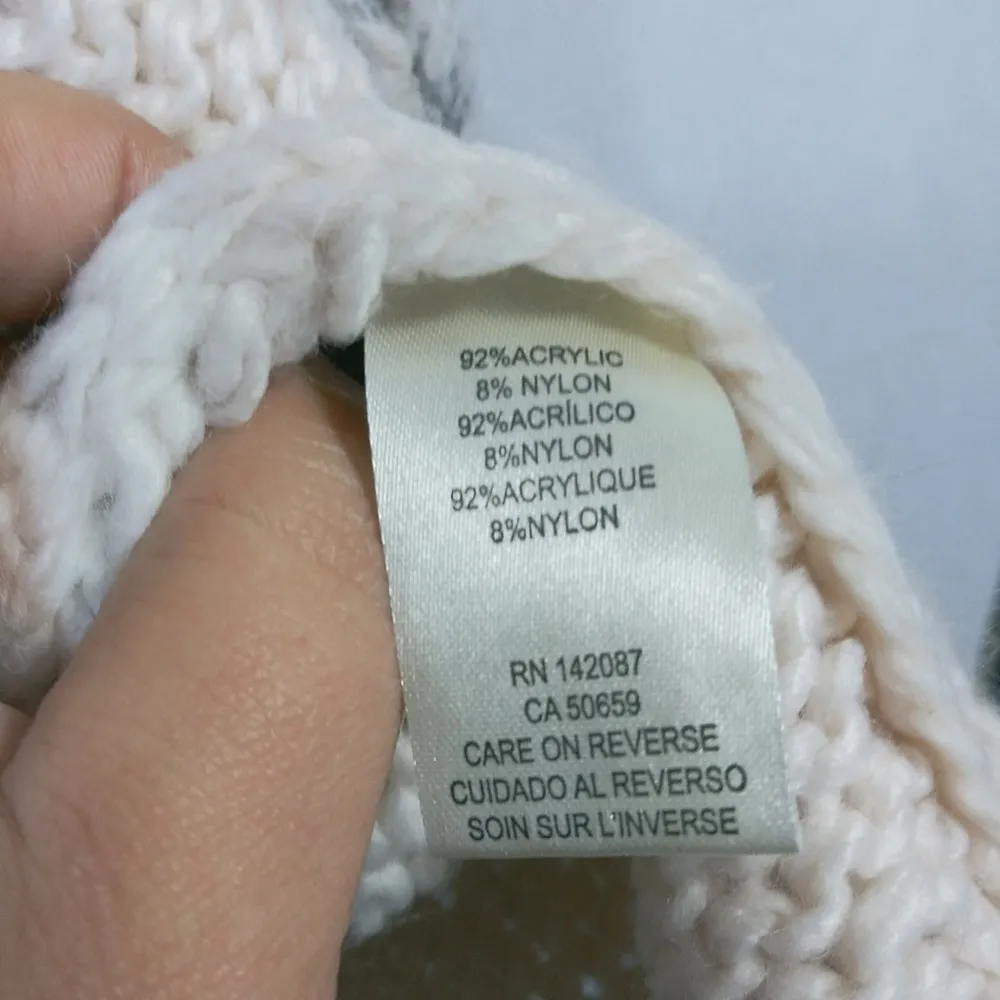 92%ACRYLIC
8% NYLON
92%ACRÍLICO
8%NYLON
92%ACRYLIQUE
8%NYLON
RN 142087
CA 50659
CARE ON REVERSE
CUIDADO AL REVERSO
SOIN SUR L'INVERSE